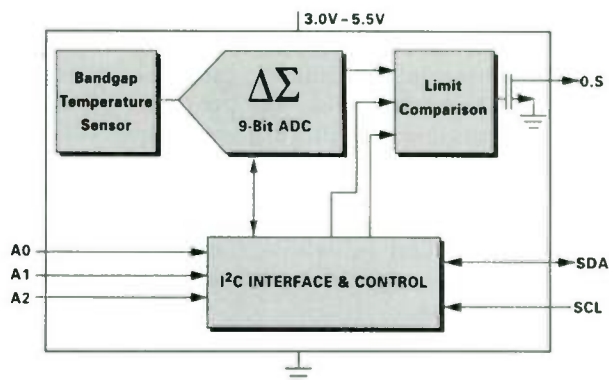 3.0V–5.5V
Bandgap
Temperature
Sensor
ΔΣ
9-Bit ADC
Limit
Comparison
O.S
A0
A1
A2
I²C INTERFACE & CONTROL
SDA
SCL